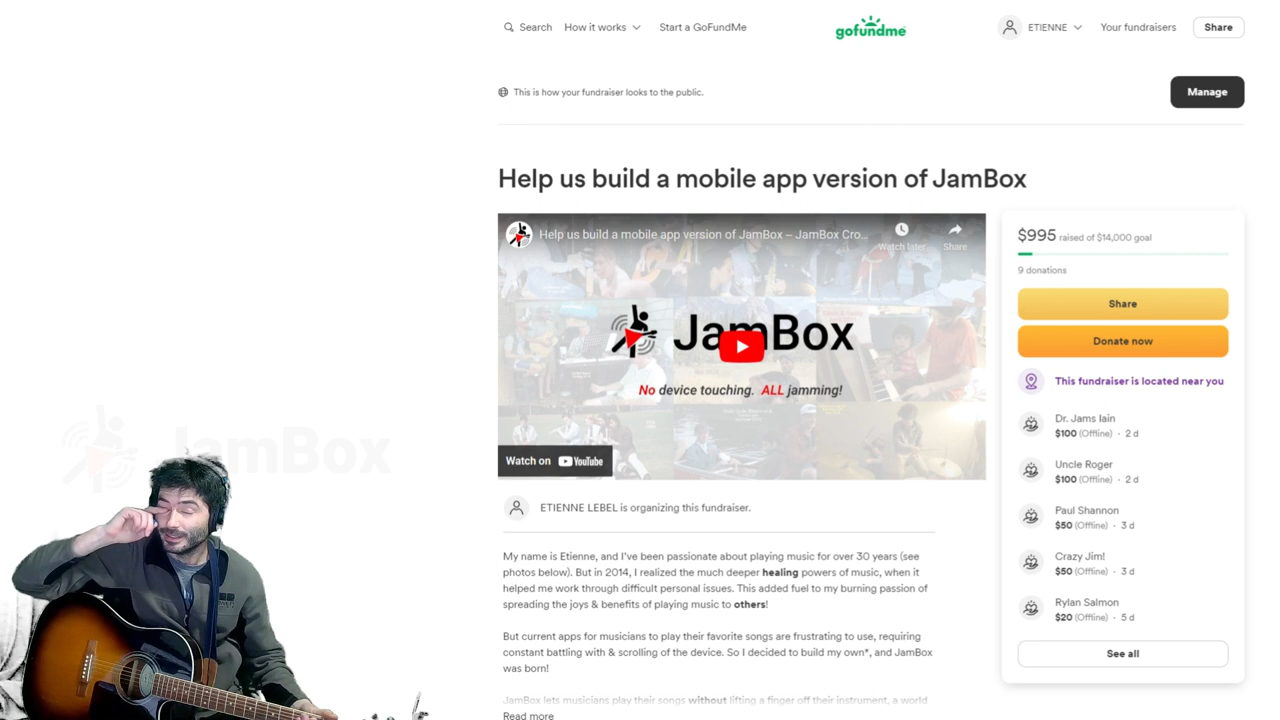 Search How it works Start a GoFundMe gofundme ETIENNE Your fundraisers Share
This is how your fundraiser looks to the public. Manage
Help us build a mobile app version of JamBox
Help us build a mobile app version of JamBox – JamBox Cro...
Watch later Share
JamBox
No device touching. ALL jamming!
Watch on YouTube
ETIENNE LEBEL is organizing this fundraiser.
My name is Etienne, and I've been passionate about playing music for over 30 years (see
photos below). But in 2014, I realized the much deeper healing powers of music, when it
helped me work through difficult personal issues. This added fuel to my burning passion of
spreading the joys & benefits of playing music to others!
But current apps for musicians to play their favorite songs are frustrating to use, requiring
constant battling with & scrolling of the device. So I decided to build my own*, and JamBox
was born!
JamBox lets musicians play their songs without lifting a finger off their instrument, a world
Read more
$995 raised of $14,000 goal
9 donations
Share
Donate now
This fundraiser is located near you
Dr. Jams Iain
$100 (Offline) · 2 d
Uncle Roger
$100 (Offline) · 2 d
Paul Shannon
$50 (Offline) · 3 d
Crazy Jim!
$50 (Offline) · 3 d
Rylan Salmon
$20 (Offline) · 5 d
See all
JamBox